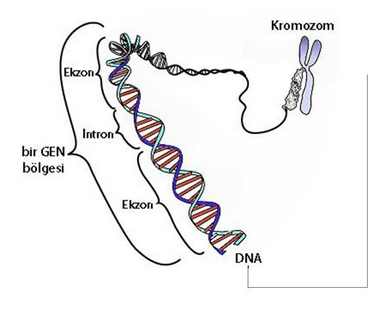 Kromozom
Ekzon
Intron
bir GEN
bölgesi
Ekzon
DNA